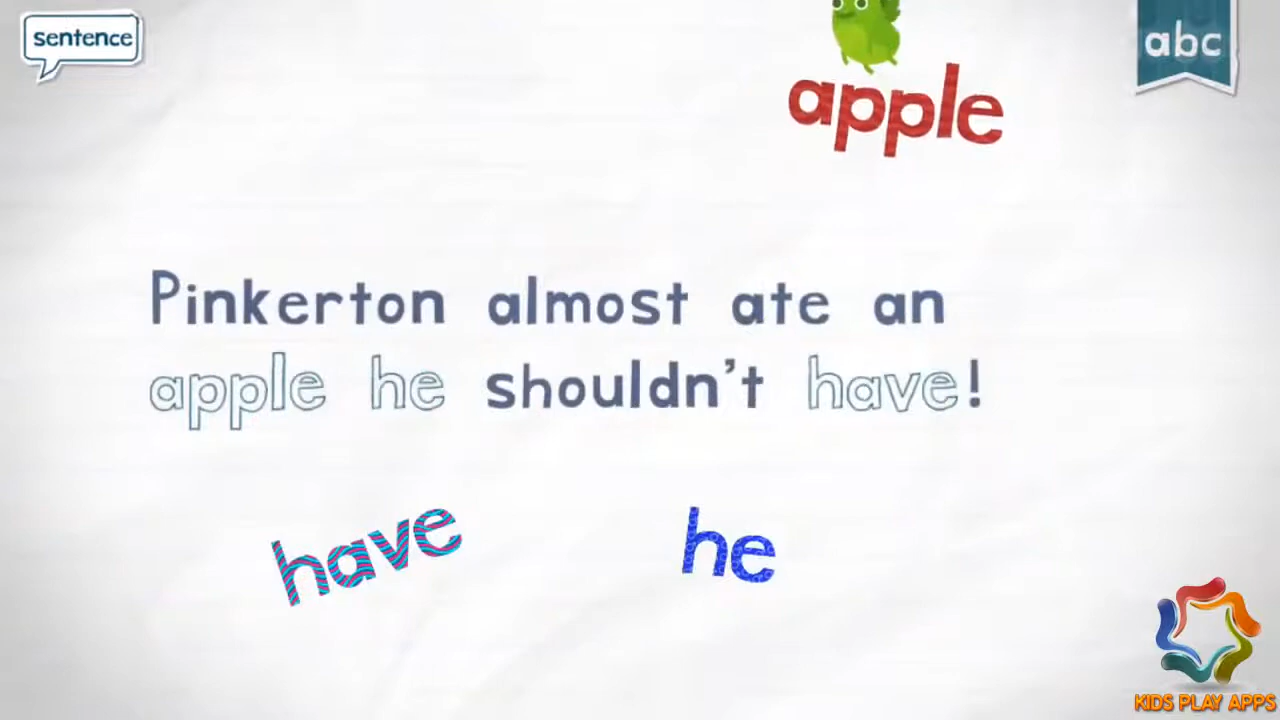 sentence
abc
apple
Pinkerton almost ate an
apple he shouldn't have!
have
he
KIDS PLAY APPS